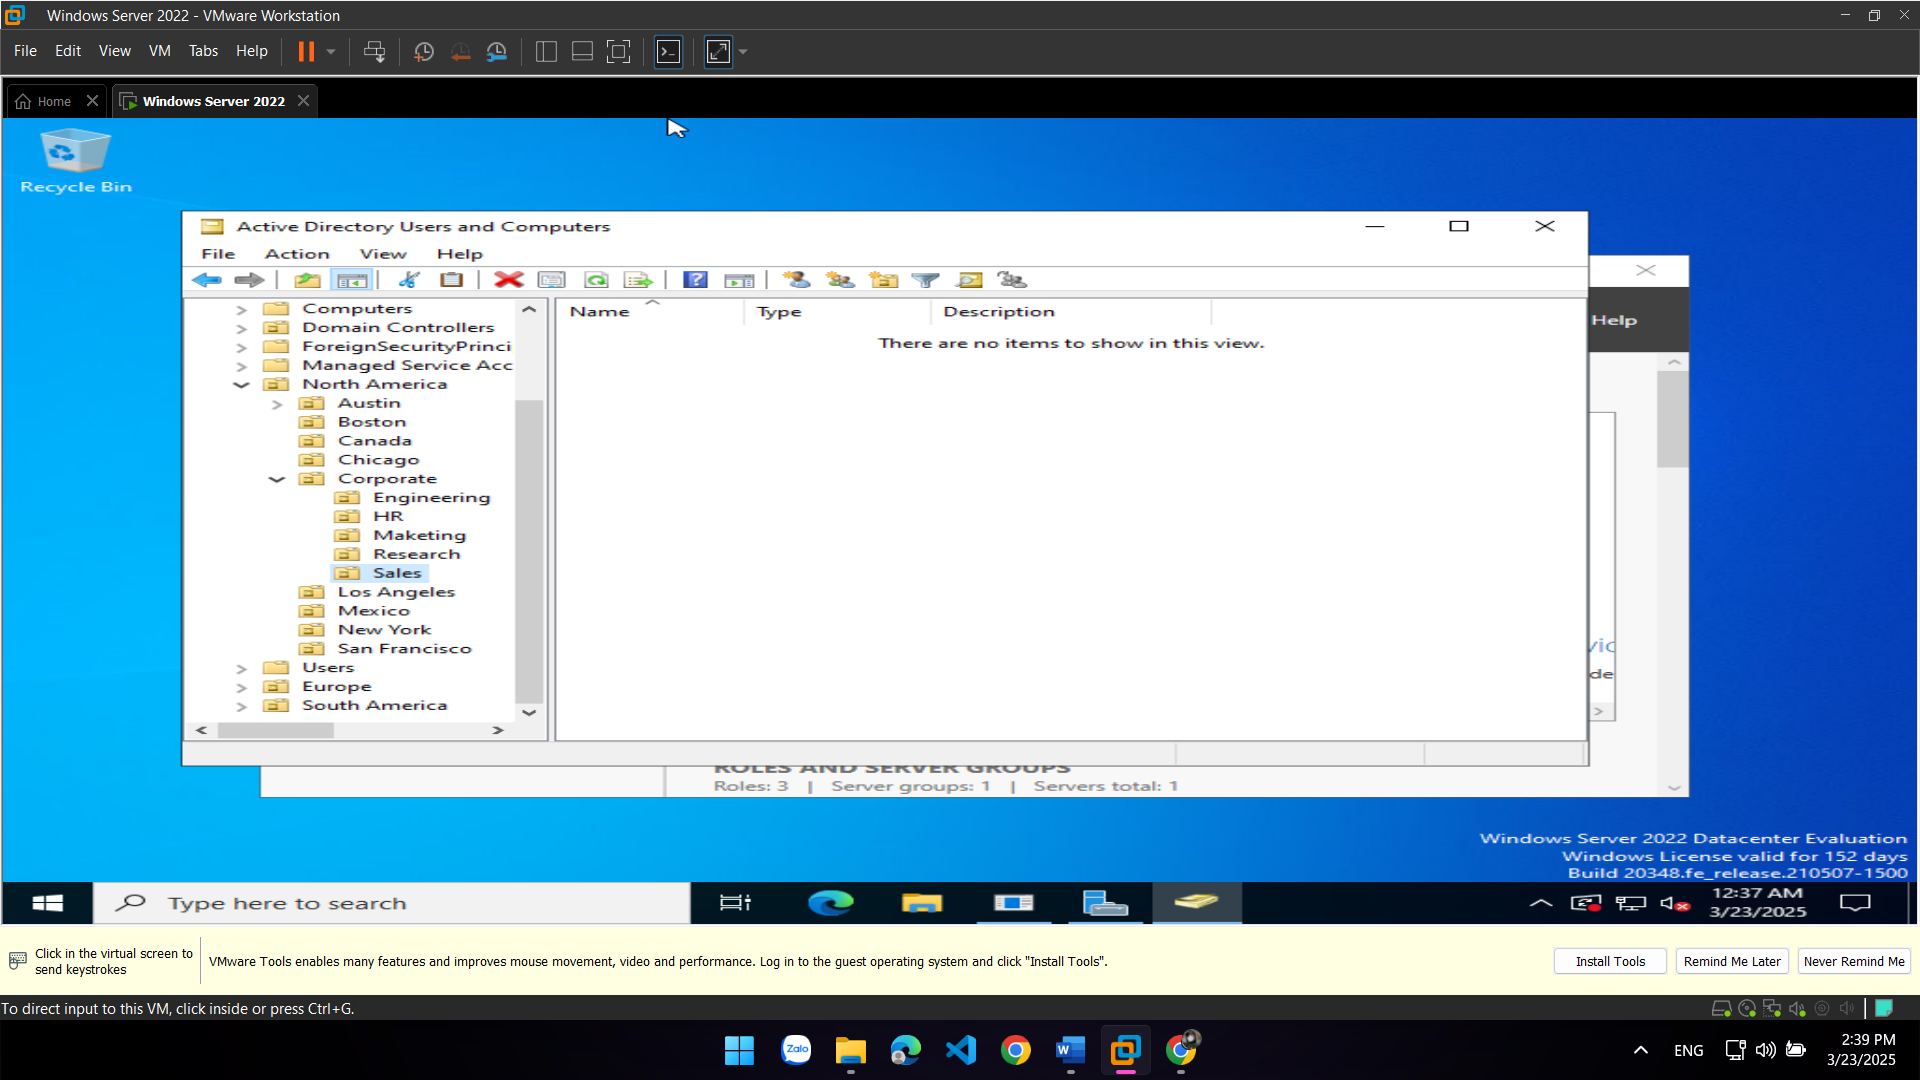 Windows Server 2022 - VMware Workstation
File Edit View VM Tabs Help
Home Windows Server 2022
Recycle Bin
Active Directory Users and Computers
File Action View Help
Help
Name Type Description
There are no items to show in this view.
Computers
Domain Controllers
ForeignSecurityPrinci
Managed Service Acc
North America
Austin
Boston
Canada
Chicago
Corporate
Engineering
HR
Maketing
Research
Sales
Los Angeles
Mexico
New York
San Francisco
Users
Europe
South America
ROLES AND SERVER GROUPS
Roles: 3 | Server groups: 1 | Servers total: 1
Windows Server 2022 Datacenter Evaluation
Windows License valid for 152 days
Build 20348.fe_release.210507-1500
Type here to search
12:37 AM
3/23/2025
Click in the virtual screen to
send keystrokes
VMware Tools enables many features and improves mouse movement, video and performance. Log in to the guest operating system and click "Install Tools".
Install Tools Remind Me Later Never Remind Me
To direct input to this VM, click inside or press Ctrl+G.
Zalo
ENG
2:39 PM
3/23/2025